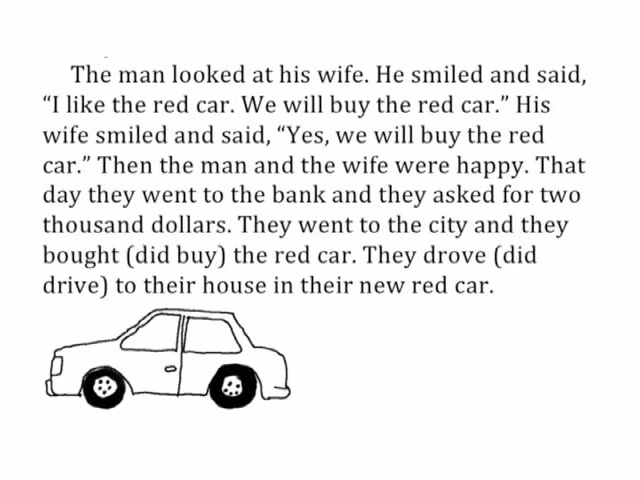 The man looked at his wife. He smiled and said,
“I like the red car. We will buy the red car.” His
wife smiled and said, “Yes, we will buy the red
car.” Then the man and the wife were happy. That
day they went to the bank and they asked for two
thousand dollars. They went to the city and they
bought (did buy) the red car. They drove (did
drive) to their house in their new red car.